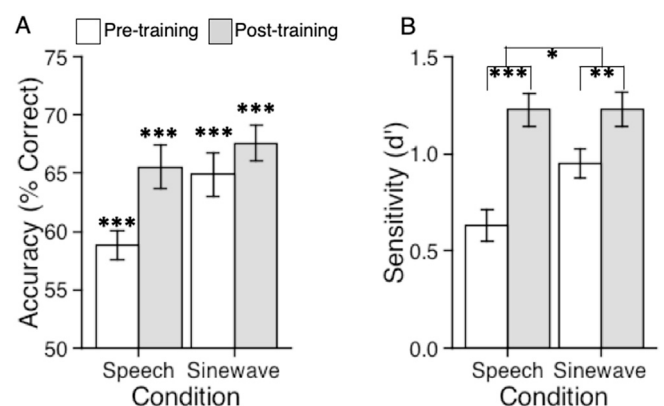 A
Pre-training
Post-training
Accuracy (% Correct)
75
70
65
60
55
50
***
***
***
***
Speech
Sinewave
Condition
B
Sensitivity (d')
1.5
1.0
0.5
0.0
*
***
**
Speech
Sinewave
Condition